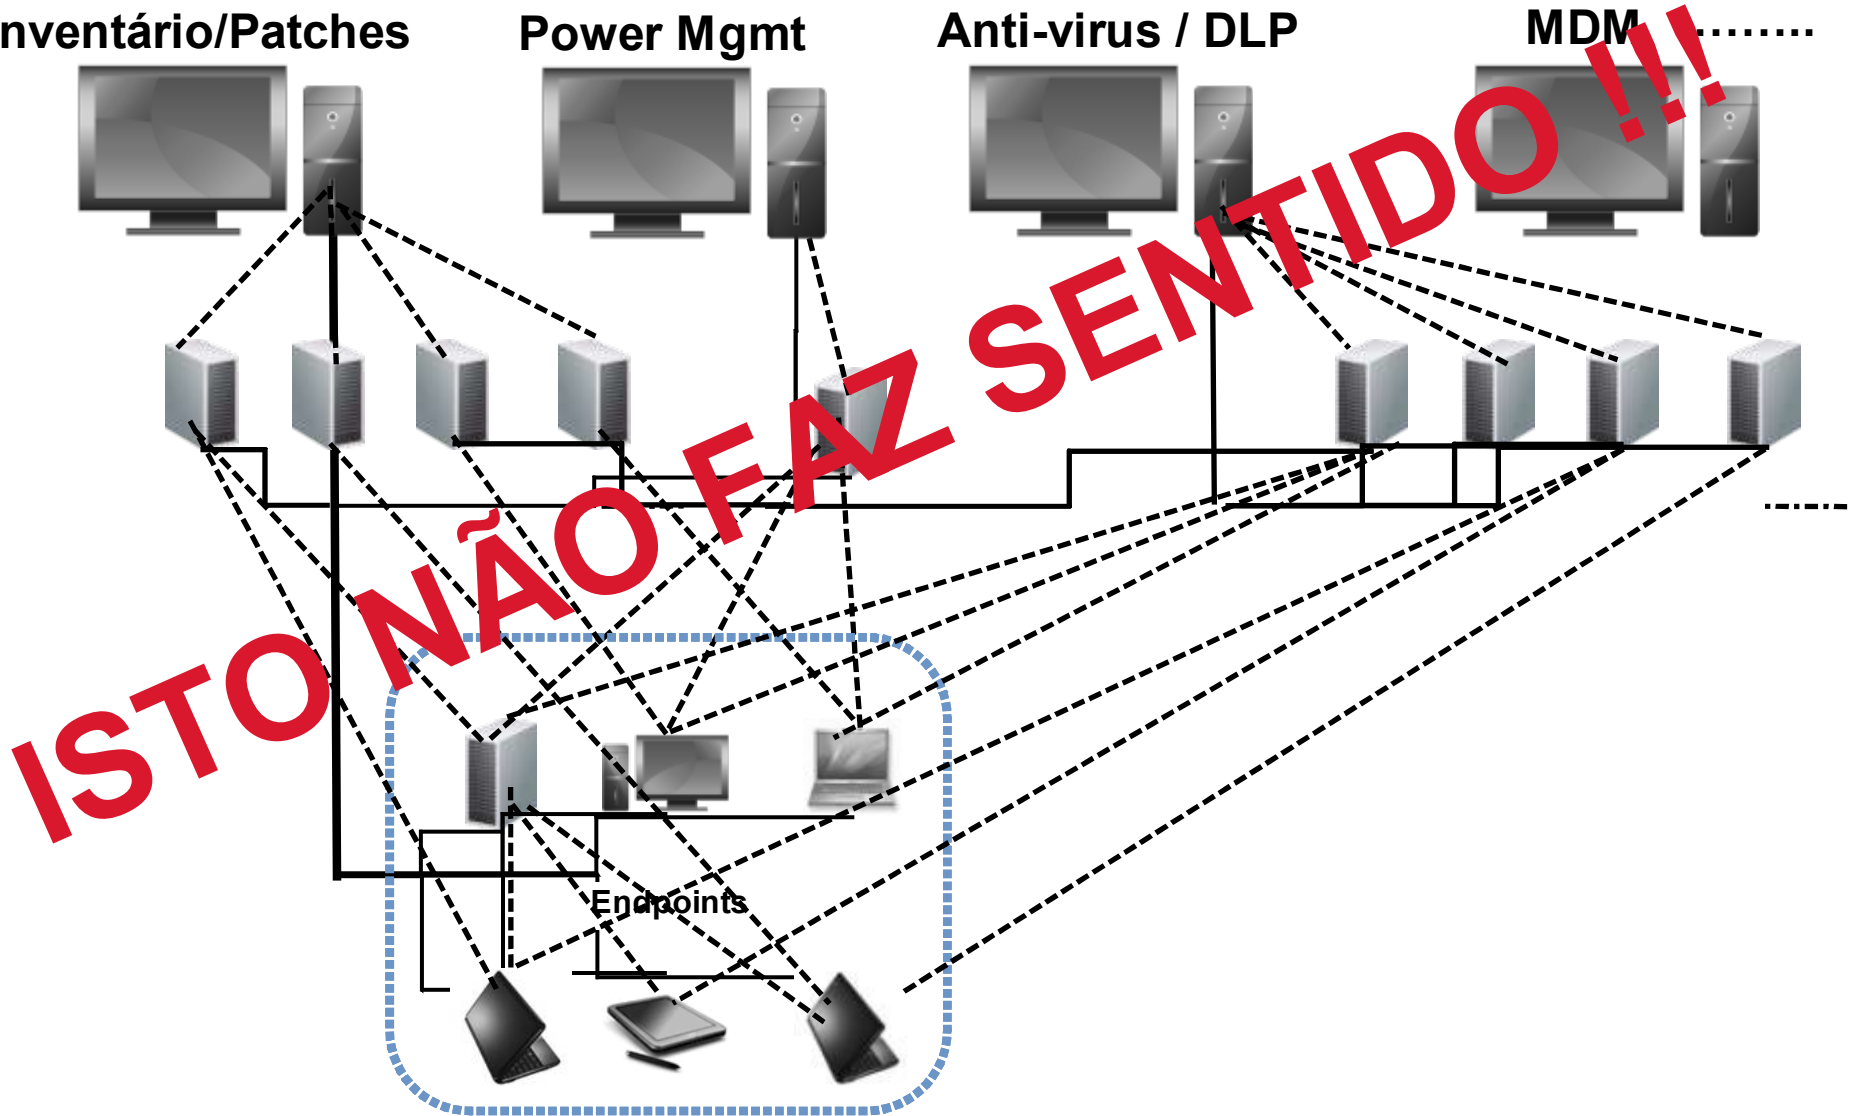 nventário/Patches
Power Mgmt
Anti-virus / DLP
MDM ........
ISTO NÃO FAZ SENTIDO !!!
Endpoints